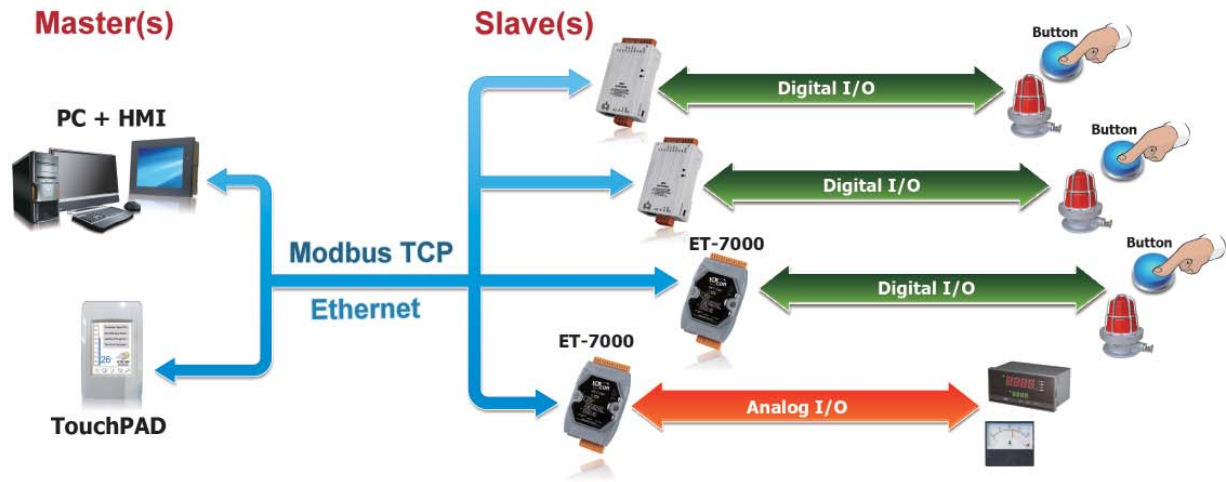 Master(s)
Slave(s)
Button
Digital I/O
PC + HMI
Button
Digital I/O
ET-7000
Button
Modbus TCP
Ethernet
Digital I/O
ET-7000
26
Analog I/O
TouchPAD
A